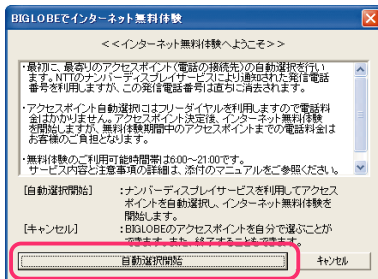 BIGLOBEでインターネット無料体験
<<インターネット無料体験へようこそ>>
・最初に、最寄りのアクセスポイント(電話の接続先)の自動選択を行い
ます。NTTのナンバーディスプレイサービスにより通知された発信電話
番号を利用しますが、この発信電話番号は直ちに消去されます。
・アクセスポイント自動選択にはフリーダイヤルを利用しますので電話料
金はかかりません。アクセスポイント決定後、インターネット無料体験
を開始しますが、無料体験期間中のアクセスポイントまでの電話料金は
お客様のご負担となります。
・無料体験のご利用可能時間帯は6:00~21:00です。
サービス内容と注意事項の詳細は、添付のマニュアルをご参照ください。
[自動選択開始] :ナンバーディスプレイサービスを利用してアクセス
ポイントを自動選択し、インターネット無料体験を
開始します。
[キャンセル] :BIGLOBEのアクセスポイントを自分で選ぶことが
できます。また、終了することもできます。
自動選択開始
キャンセル